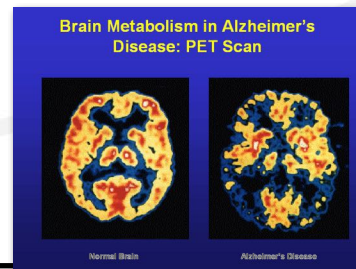 Brain Metabolism in Alzheimer's
Disease: PET Scan
Normal Brain
Alzheimer's Disease